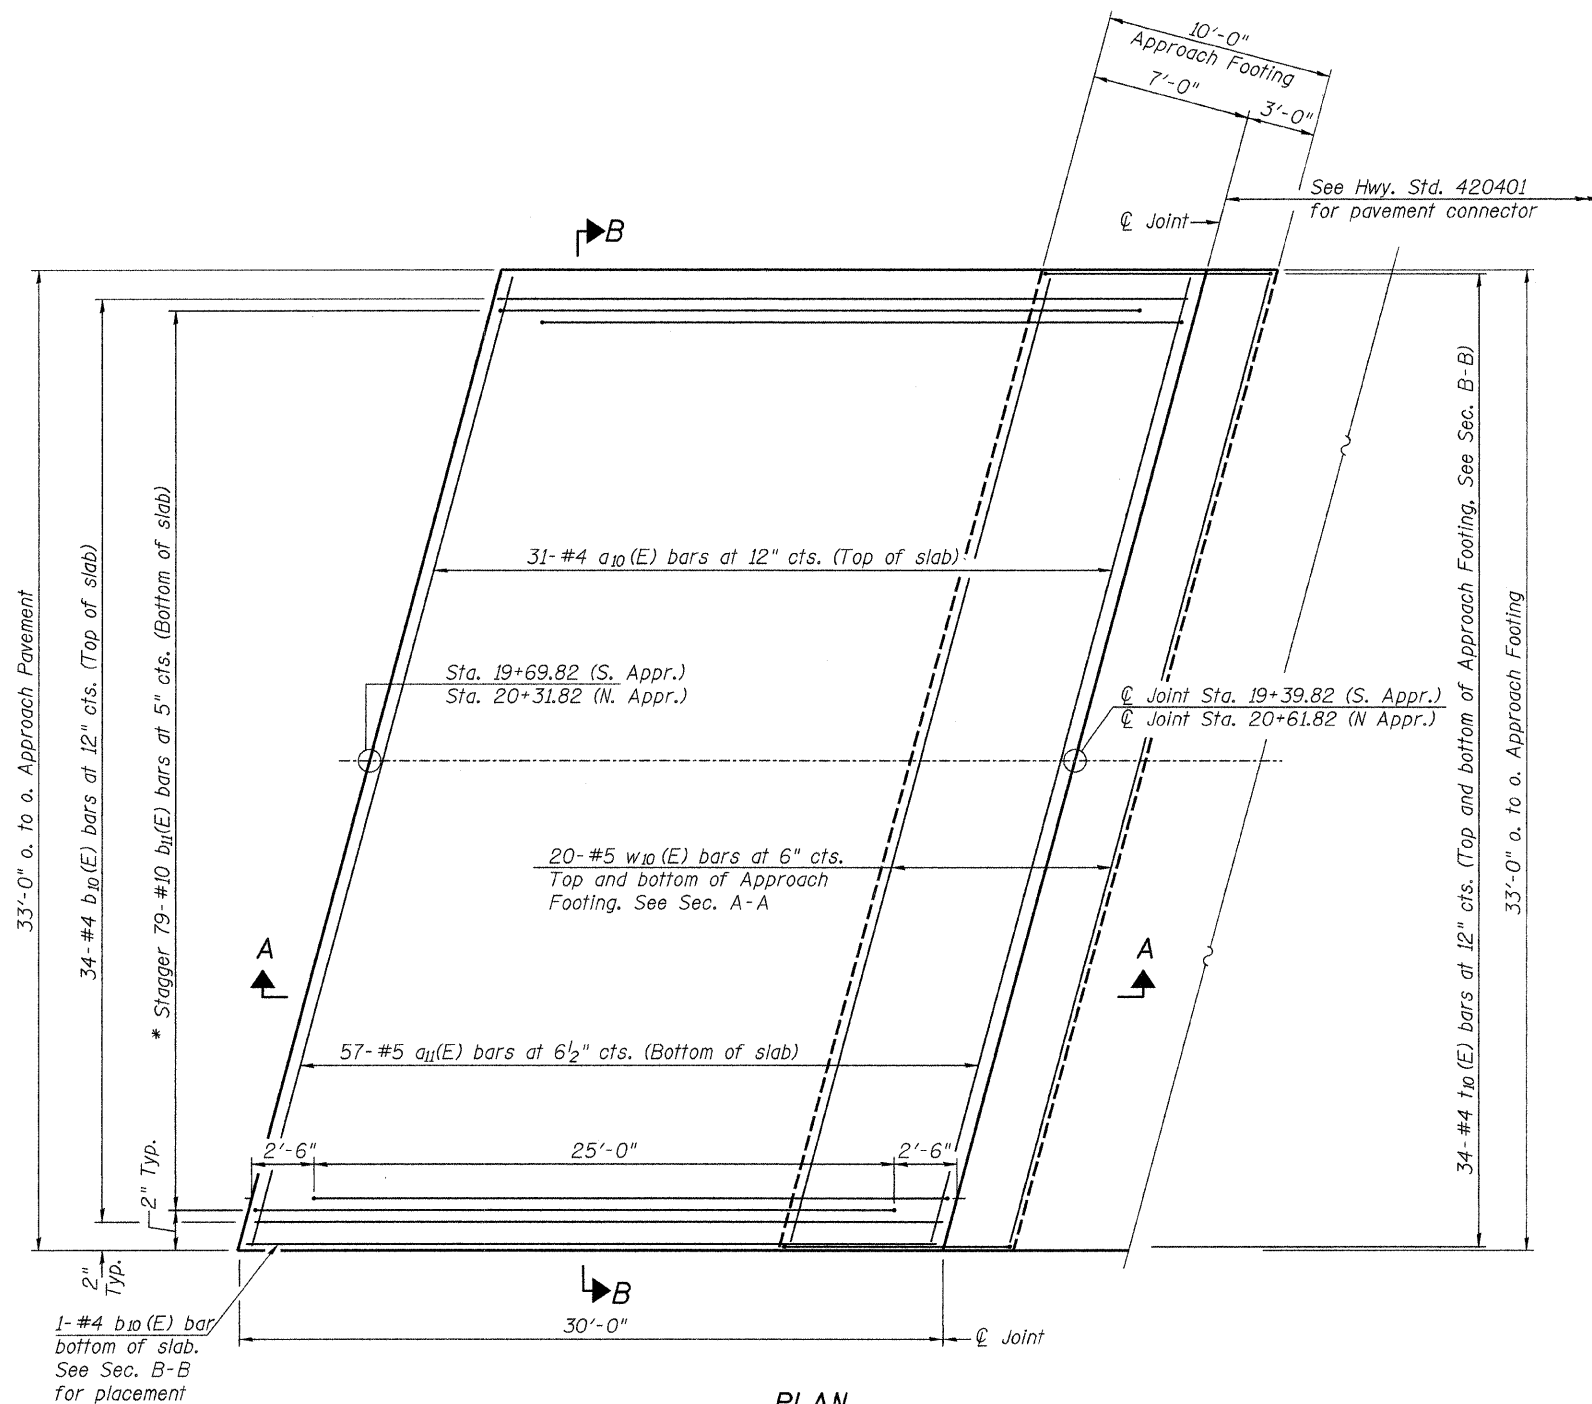 10'-0"
Approach Footing
7'-0"
3'-0"
See Hwy. Std. 420401
for pavement connector
℄ Joint
B
33'-0" o. to o. Approach Pavement
34-#4 b10(E) bars at 12" cts. (Top of slab)
* Stagger 79-#10 b11(E) bars at 5" cts. (Bottom of slab)
31-#4 a10(E) bars at 12" cts. (Top of slab)
Sta. 19+69.82 (S. Appr.)
Sta. 20+31.82 (N. Appr.)
℄ Joint Sta. 19+39.82 (S. Appr.)
℄ Joint Sta. 20+61.82 (N Appr.)
34-#4 t10(E) bars at 12" cts. (Top and bottom of Approach Footing, See Sec. B-B)
33'-0" o. to o. Approach Footing
20-#5 w10(E) bars at 6" cts.
Top and bottom of Approach
Footing. See Sec. A-A
A
A
57-#5 a11(E) bars at 6½" cts. (Bottom of slab)
2'-6"
25'-0"
2'-6"
2" Typ.
2"
Typ.
B
1-#4 b10(E) bar
bottom of slab.
See Sec. B-B
for placement
30'-0"
℄ Joint
PLAN